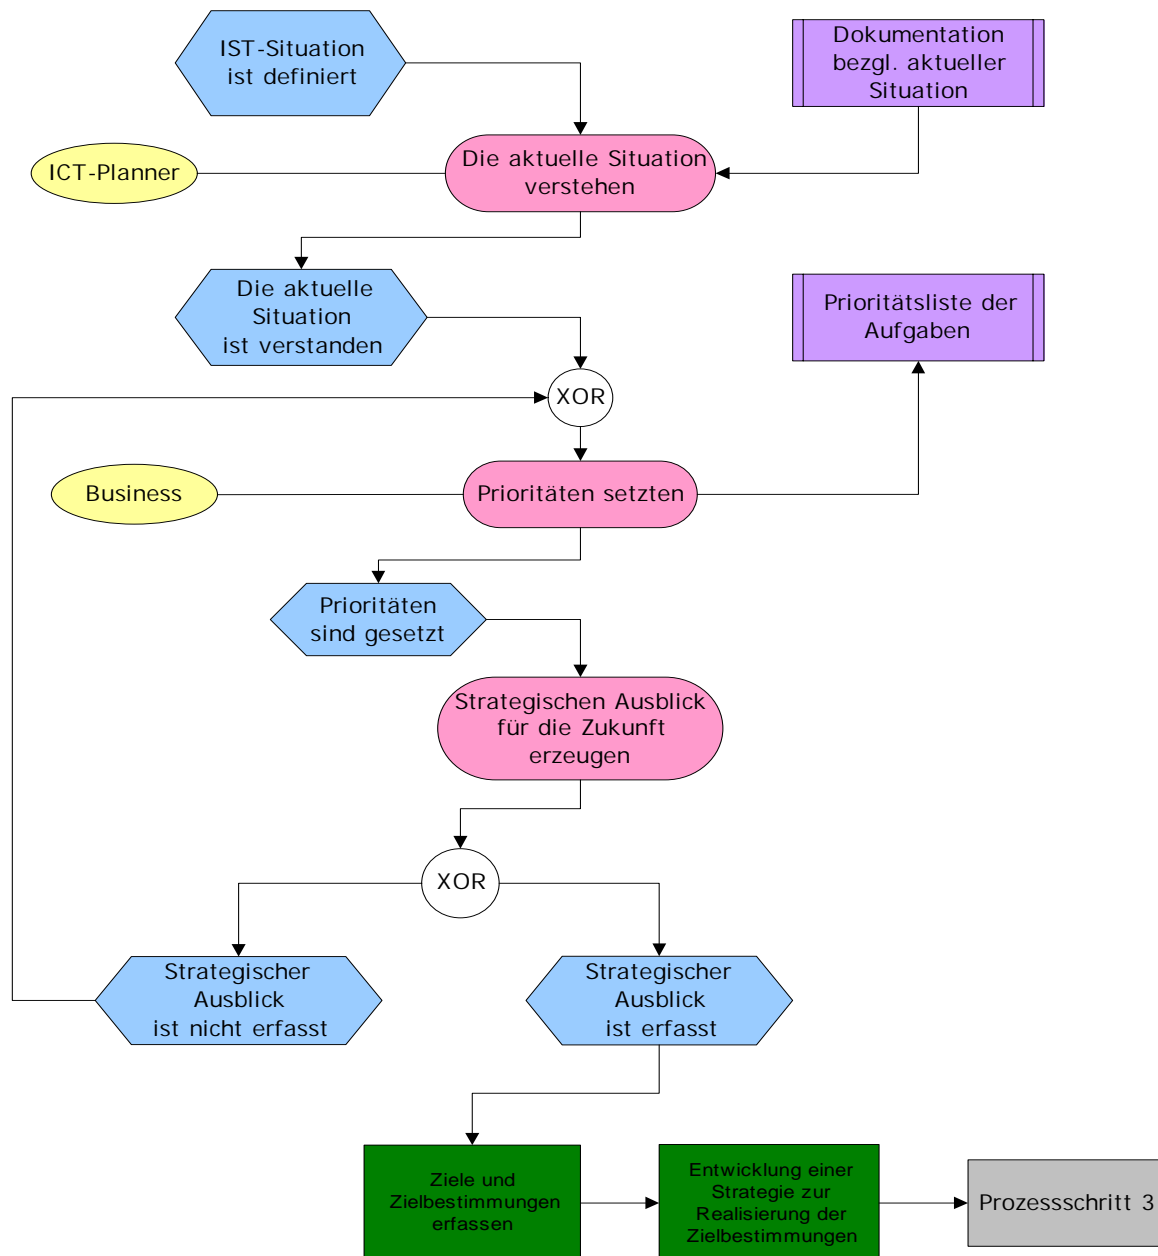 IST-Situation
ist definiert
Dokumentation
bezgl. aktueller
Situation
ICT-Planner
Die aktuelle Situation
verstehen
Die aktuelle
Situation
ist verstanden
Prioritätsliste der
Aufgaben
XOR
Business
Prioritäten setzten
Prioritäten
sind gesetzt
Strategischen Ausblick
für die Zukunft
erzeugen
XOR
Strategischer
Ausblick
ist nicht erfasst
Strategischer
Ausblick
ist erfasst
Ziele und
Zielbestimmungen
erfassen
Entwicklung einer
Strategie zur
Realisierung der
Zielbestimmungen
Prozessschritt 3